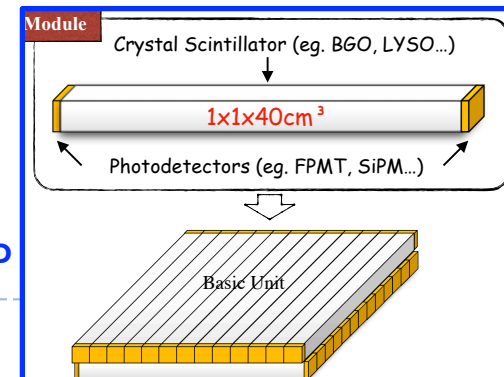 Module
Crystal Scintillator (eg. BGO, LYSO…)
1x1x40cm³
Photodetectors (eg. FPMT, SiPM…)
Basic Unit